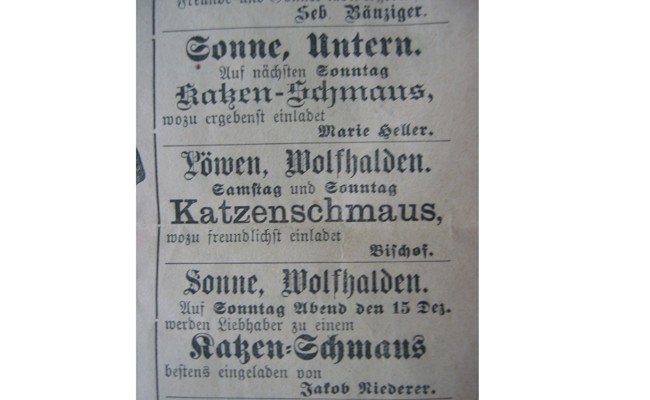 Seb. Bänziger.
Sonne, Untern.
Auf nächsten Sonntag
Katzen-Schmaus,
wozu ergebenst einladet
Marie Heller.
Löwen, Wolfhalden.
Samstag und Sonntag
Katzenschmaus,
wozu freundlichst einladet
Bischof.
Sonne, Wolfhalden.
Auf Sonntag Abend den 15 Dez.
werden Liebhaber zu einem
Katzen-Schmaus
bestens eingeladen von
Jakob Niederer.